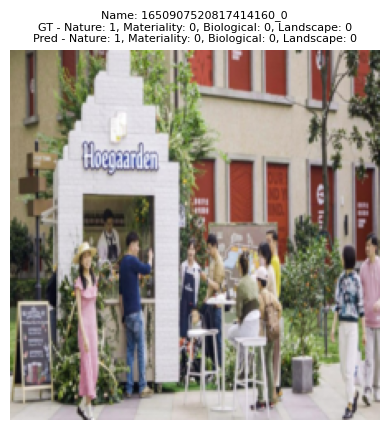 Name: 1650907520817414160_0
GT - Nature: 1, Materiality: 0, Biological: 0, Landscape: 0
Pred - Nature: 1, Materiality: 0, Biological: 0, Landscape: 0
Hoegaarden